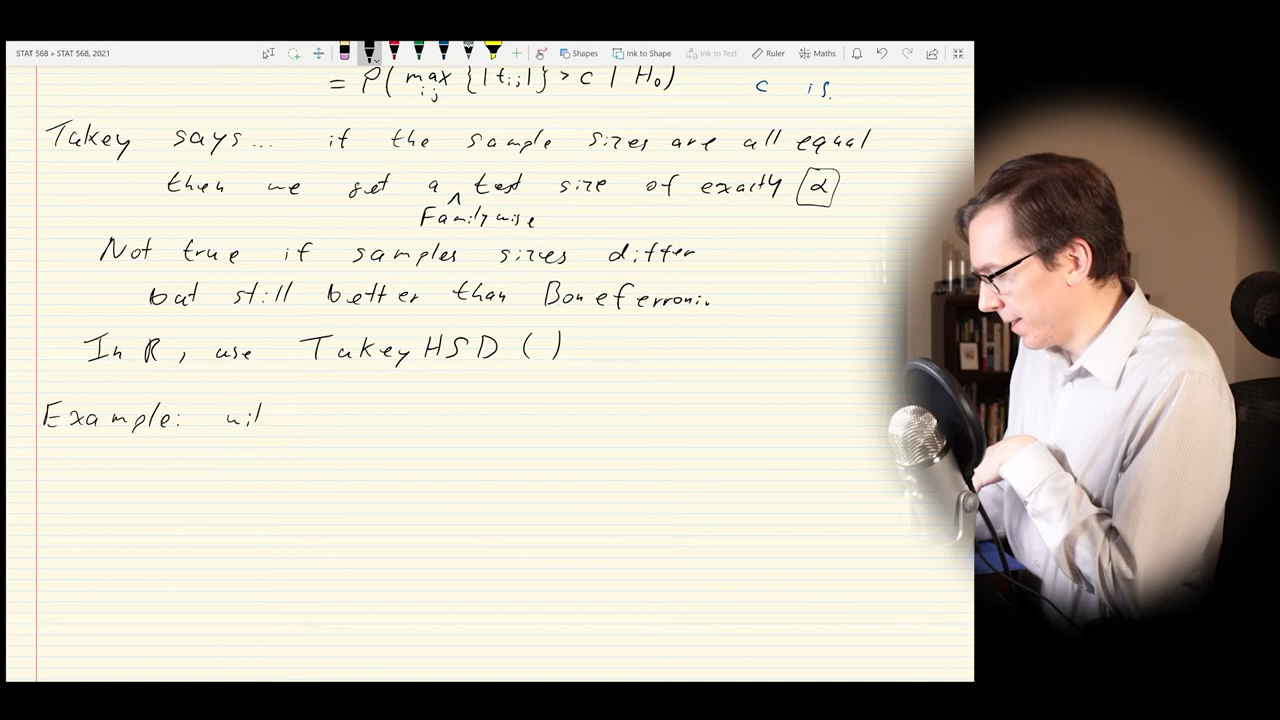 STAT 568 » STAT 568, 2021
Shapes Ink to Shape Ink to Text Ruler Maths
= P( max {|tij|} > c | H0)
ij
c is.
Tukey says... if the sample sizes are all equal
then we get a ^ test size of exactly α
Familywise
Not true if samples sizes differ
but still better than Boneferroni.
In R, use TukeyHSD ( )
Example: